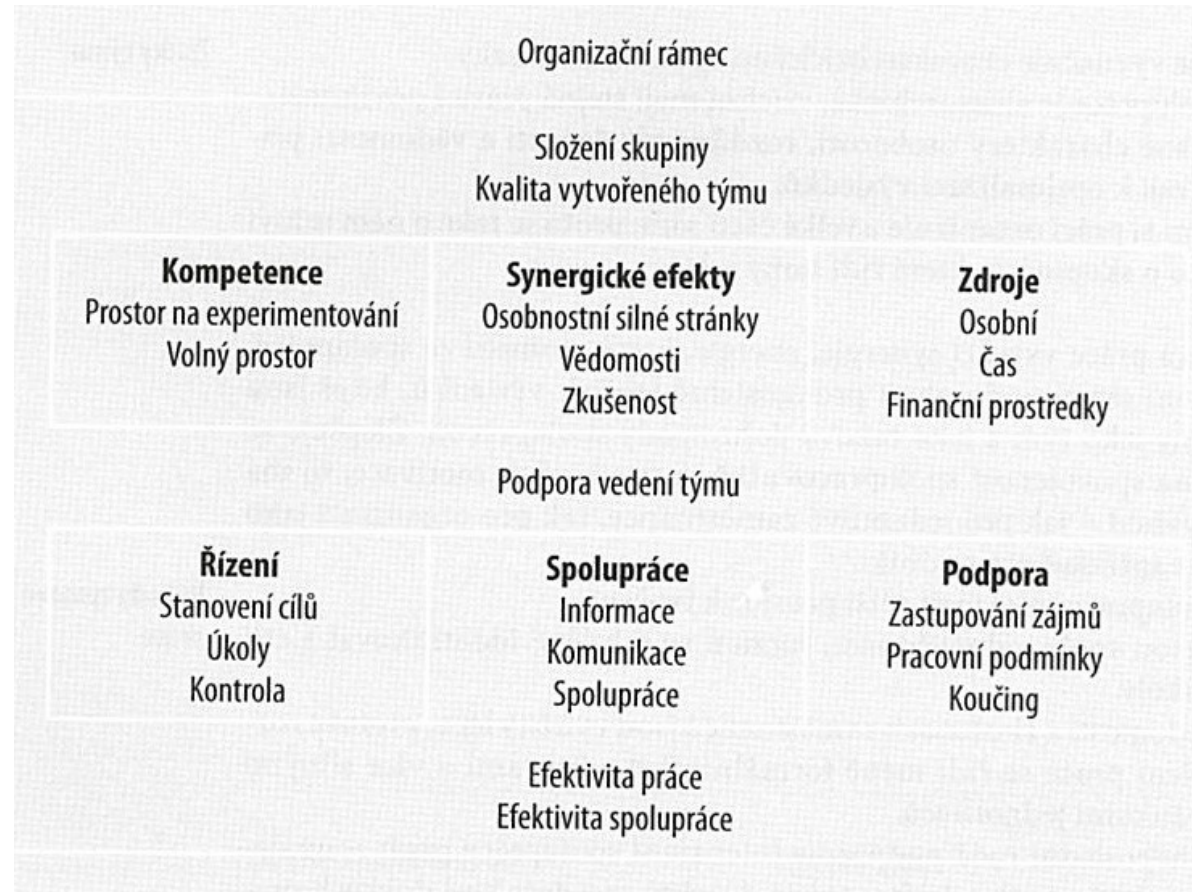 Organizační rámec
Složení skupiny
Kvalita vytvořeného týmu
Kompetence
Prostor na experimentování
Volný prostor
Synergické efekty
Osobnostní silné stránky
Vědomosti
Zkušenost
Zdroje
Osobní
Čas
Finanční prostředky
Podpora vedení týmu
Řízení
Stanovení cílů
Úkoly
Kontrola
Spolupráce
Informace
Komunikace
Spolupráce
Podpora
Zastupování zájmů
Pracovní podmínky
Koučing
Efektivita práce
Efektivita spolupráce